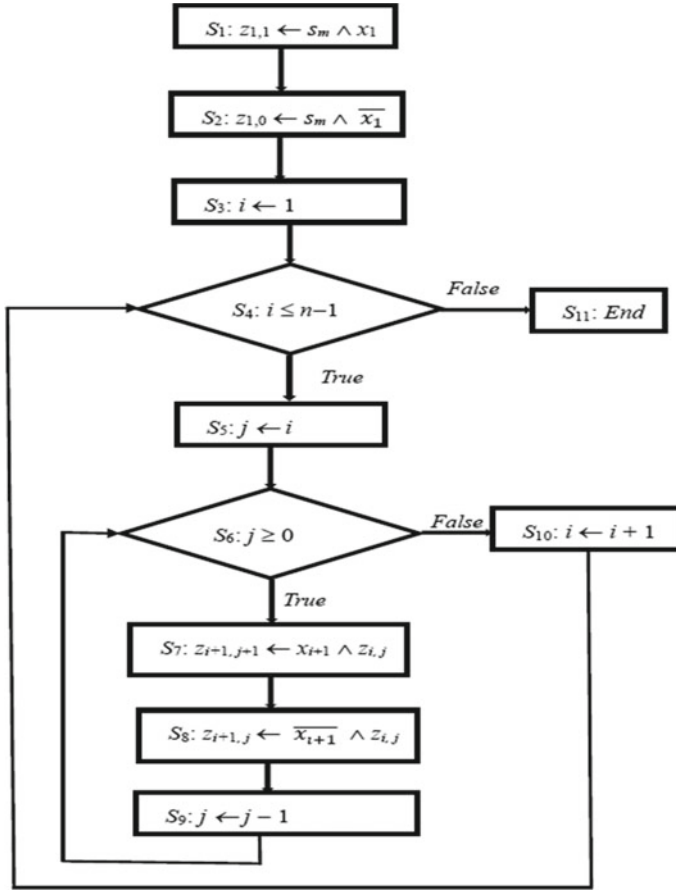 S₁: z₁,₁ ← sₘ ∧ x₁
S₂: z₁,₀ ← sₘ ∧ x̅₁̅
S₃: i ← 1
S₄: i ≤ n−1
False
S₁₁: End
True
S₅: j ← i
S₆: j ≥ 0
False
S₁₀: i ← i + 1
True
S₇: zᵢ₊₁,ⱼ₊₁ ← xᵢ₊₁ ∧ zᵢ,ⱼ
S₈: zᵢ₊₁,ⱼ ← x̅ᵢ̅₊̅₁̅ ∧ zᵢ,ⱼ
S₉: j ← j − 1